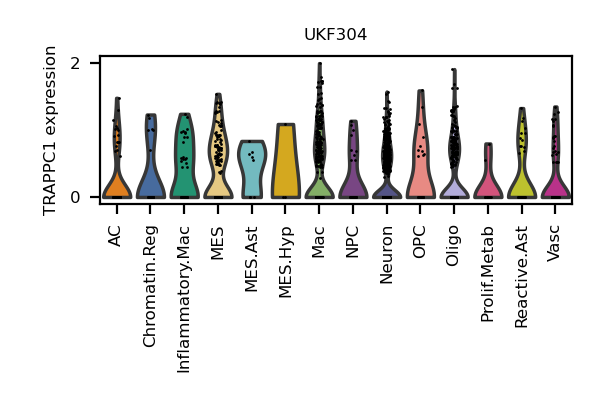 UKF304
TRAPPC1 expression
2
0
AC
Chromatin.Reg
Inflammatory.Mac
MES
MES.Ast
MES.Hyp
Mac
NPC
Neuron
OPC
Oligo
Prolif.Metab
Reactive.Ast
Vasc